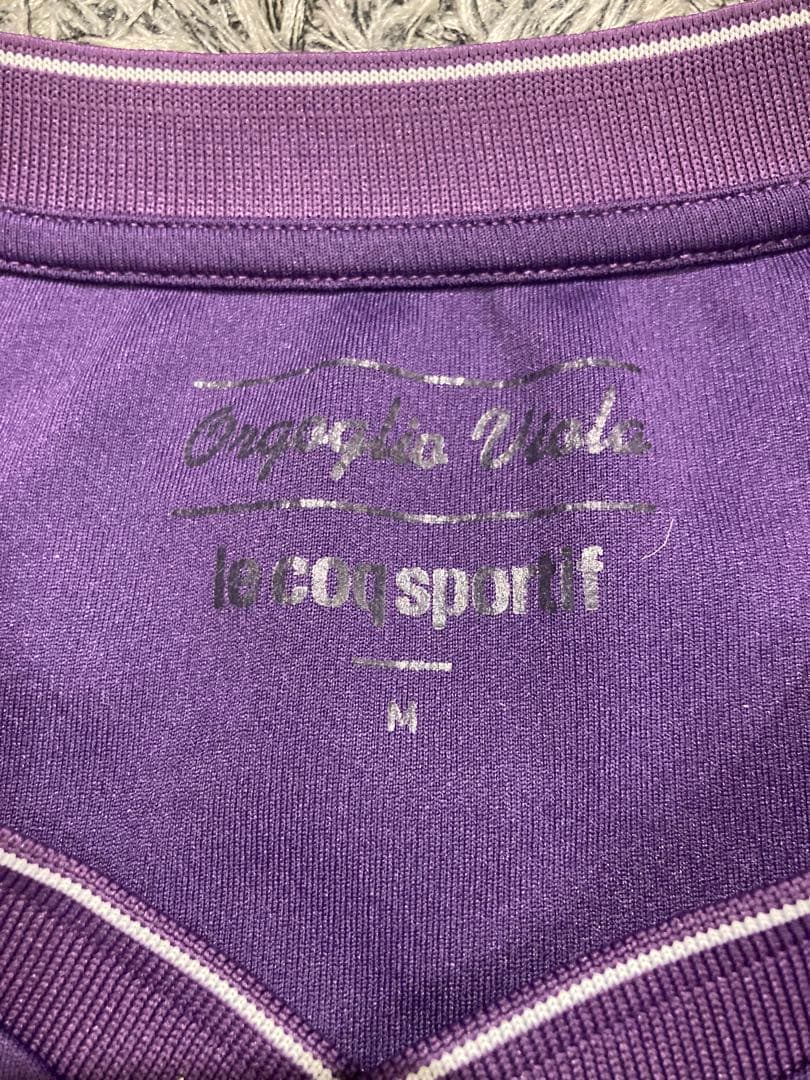 Orgoglio Viola
le coq sportif
M